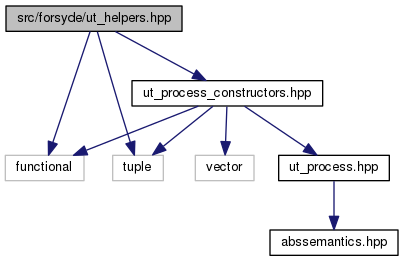 src/forsyde/ut_helpers.hpp
ut_process_constructors.hpp
functional
tuple
vector
ut_process.hpp
abssemantics.hpp